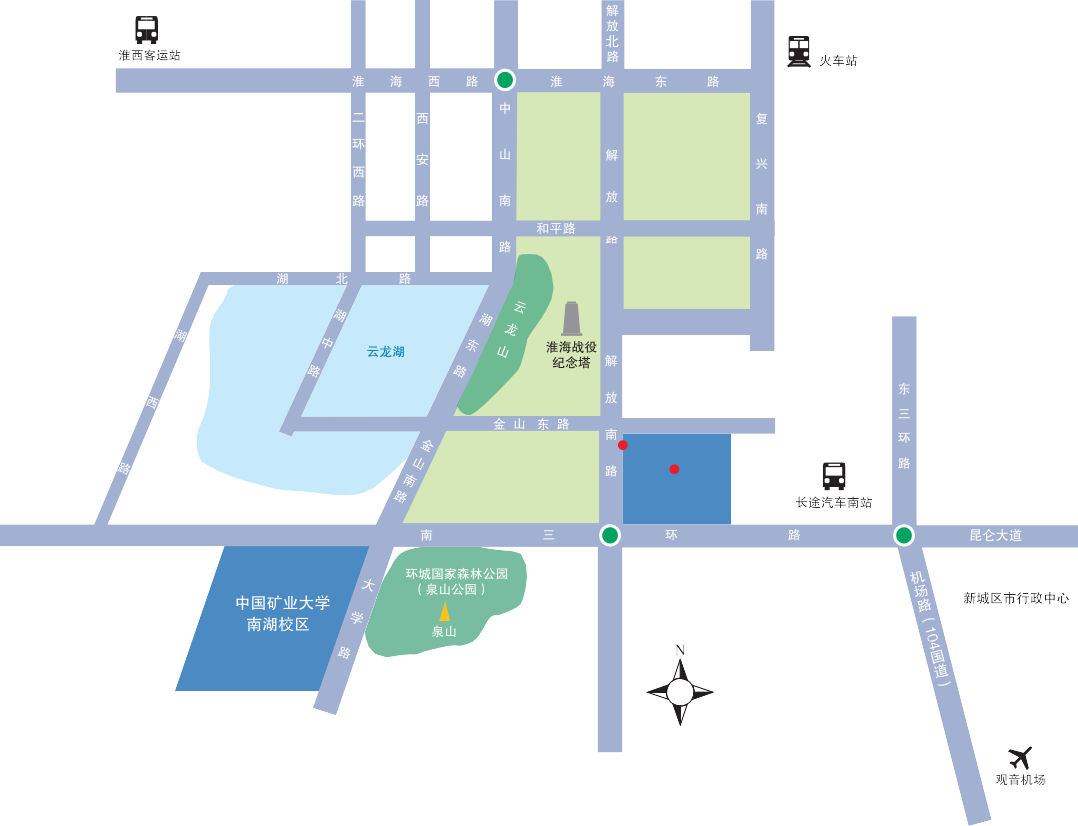 淮西客运站
火车站
解放北路
淮海西路
淮海东路
二环西路
西安路
中山南路
解放南路
复兴南路
和平路
湖北路
湖西路
湖中路
云龙湖
湖东路
云龙山
淮海战役
纪念塔
金山东路
金山南路
解放南路
东三环路
长途汽车南站
南三环路
昆仑大道
中国矿业大学
南湖校区
大学路
环城国家森林公园
(泉山公园)
泉山
机场路(104国道)
新城区市行政中心
N
观音机场